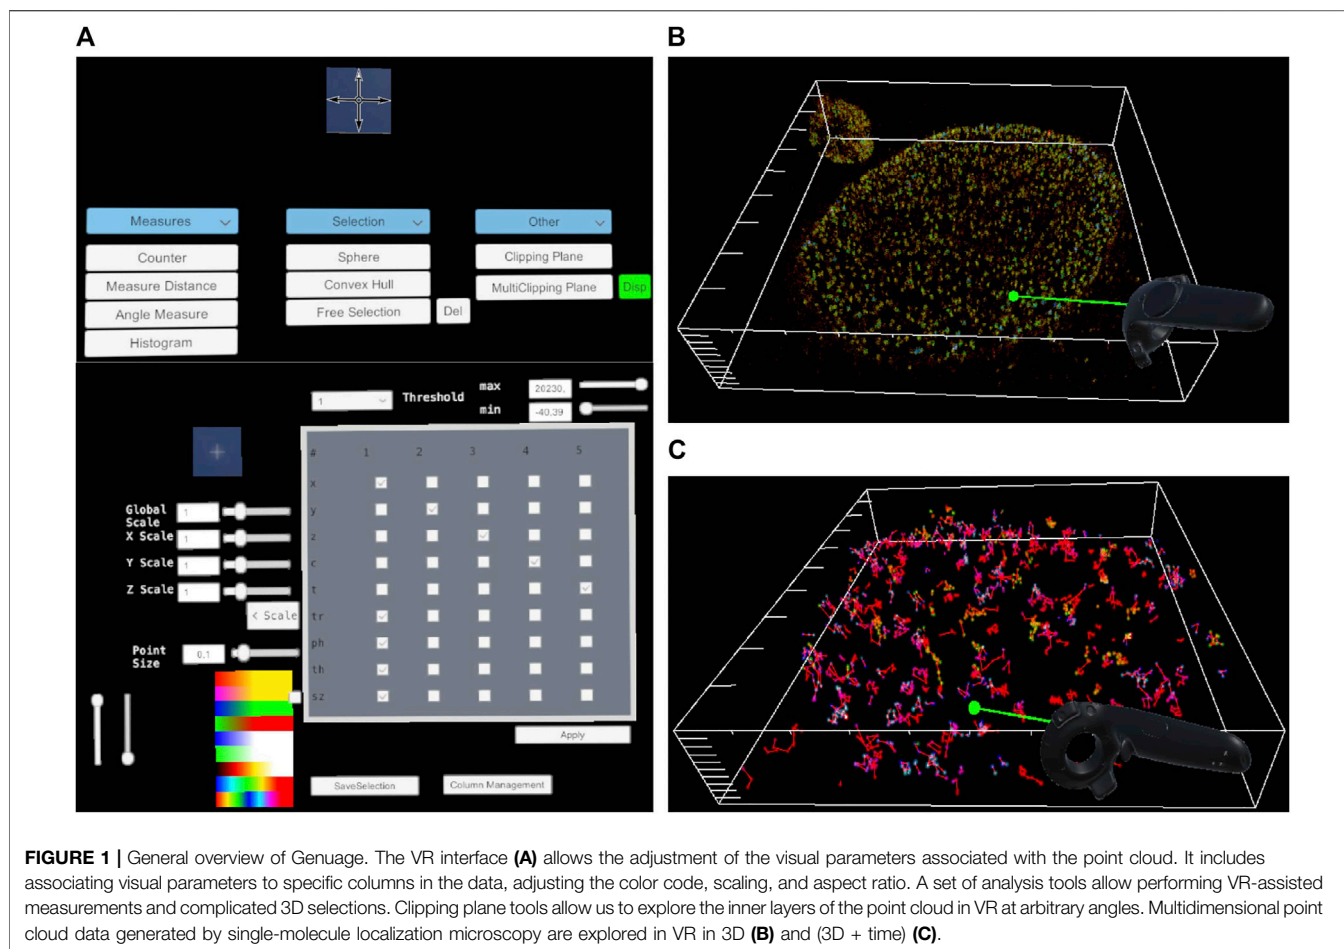 A
Measures
Counter
Measure Distance
Angle Measure
Histogram
Selection
Sphere
Convex Hull
Free Selection
Del
Other
Clipping Plane
MultiClipping Plane
Disp
1
Threshold
max
20230,
min
-40,39
# 1 2 3 4 5
x
y
z
c
t
tr
ph
th
sz
Global
Scale
1
X Scale
1
Y Scale
1
Z Scale
1
< Scale
Point
Size
0.1
Apply
SaveSelection
Column Management
B
C
FIGURE 1 | General overview of Genuage. The VR interface (A) allows the adjustment of the visual parameters associated with the point cloud. It includes
associating visual parameters to specific columns in the data, adjusting the color code, scaling, and aspect ratio. A set of analysis tools allow performing VR-assisted
measurements and complicated 3D selections. Clipping plane tools allow us to explore the inner layers of the point cloud in VR at arbitrary angles. Multidimensional point
cloud data generated by single-molecule localization microscopy are explored in VR in 3D (B) and (3D + time) (C).